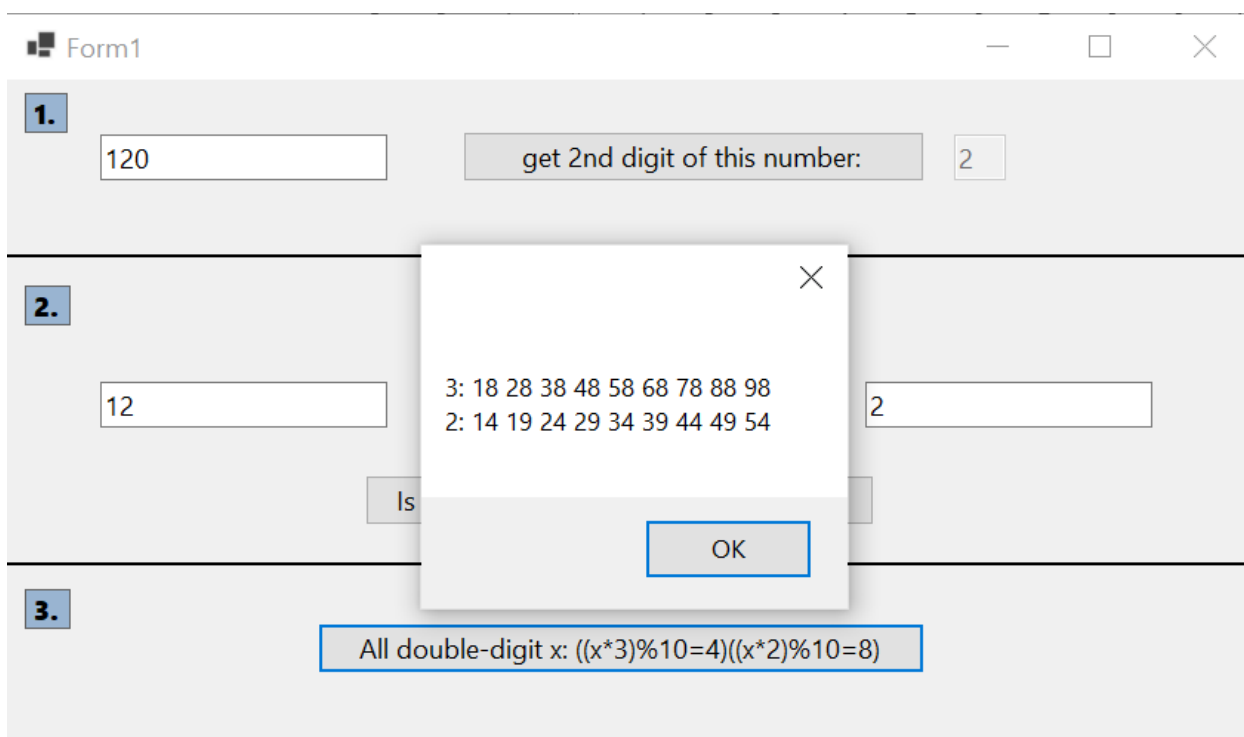 Form1
1.
120
get 2nd digit of this number:
2
2.
3: 18 28 38 48 58 68 78 88 98
2: 14 19 24 29 34 39 44 49 54
12
2
Is
OK
3.
All double-digit x: ((x*3)%10=4)((x*2)%10=8)